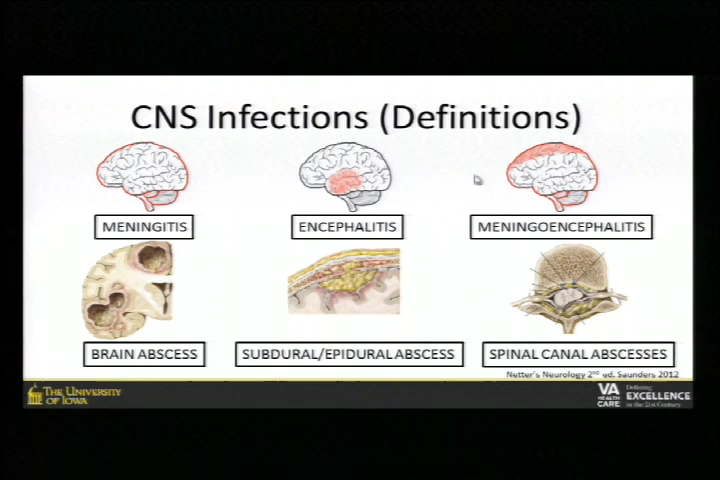 CNS Infections (Definitions)
MENINGITIS
ENCEPHALITIS
MENINGOENCEPHALITIS
BRAIN ABSCESS
SUBDURAL/EPIDURAL ABSCESS
SPINAL CANAL ABSCESSES
Netter's Neurology 2nd ed. Saunders 2012
THE UNIVERSITY
OF IOWA
VA
HEALTH
CARE
Defining
EXCELLENCE
in the 21st Century